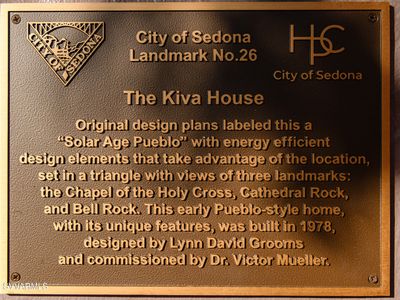 CITY OF SEDONA
City of Sedona
Landmark No.26
HPC
City of Sedona
The Kiva House
Original design plans labeled this a
“Solar Age Pueblo” with energy efficient
design elements that take advantage of the location,
set in a triangle with views of three landmarks:
the Chapel of the Holy Cross, Cathedral Rock,
and Bell Rock. This early Pueblo-style home,
with its unique features, was built in 1978,
designed by Lynn David Grooms
and commissioned by Dr. Victor Mueller.